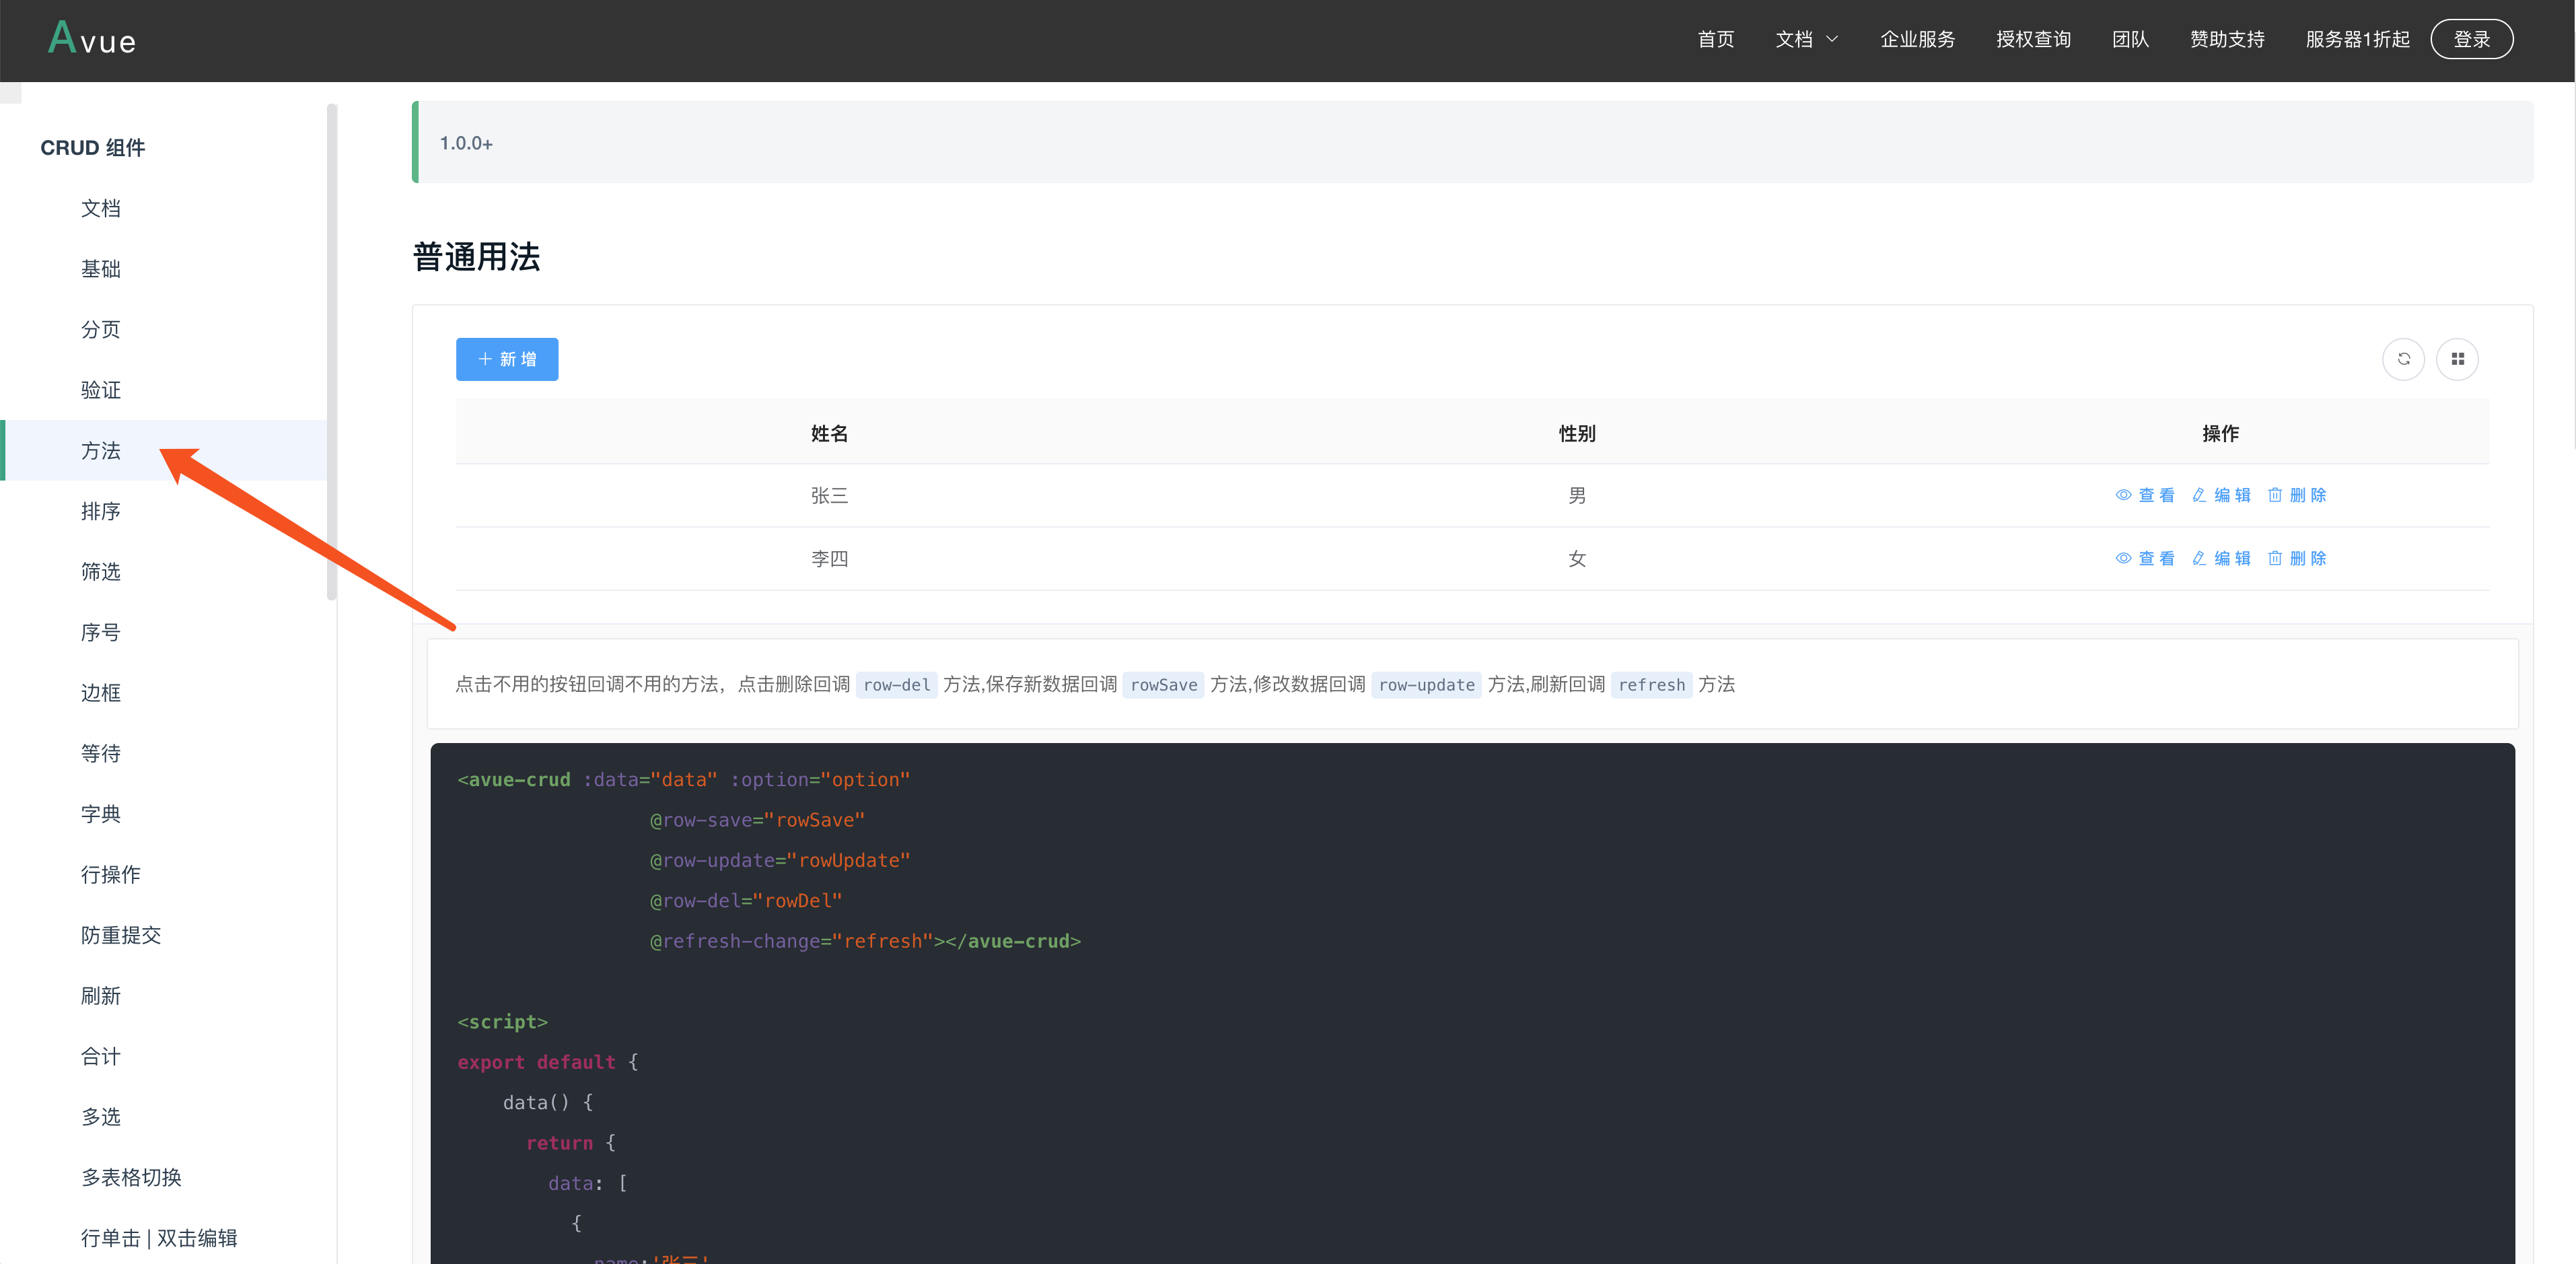 Avue
首页 文档 企业服务 授权查询 团队 赞助支持 服务器1折起 登录
CRUD 组件
文档
基础
分页
验证
方法
排序
筛选
序号
边框
等待
字典
行操作
防重提交
刷新
合计
多选
多表格切换
行单击 | 双击编辑
1.0.0+
普通用法
新 增
姓名 性别 操作
张三 男 查 看 编 辑 删 除
李四 女 查 看 编 辑 删 除
点击不用的按钮回调不用的方法，点击删除回调 row-del 方法,保存新数据回调 rowSave 方法,修改数据回调 row-update 方法,刷新回调 refresh 方法
<avue-crud :data="data" :option="option"
@row-save="rowSave"
@row-update="rowUpdate"
@row-del="rowDel"
@refresh-change="refresh"></avue-crud>
<script>
export default {
data() {
return {
data: [
{
name:'张三'